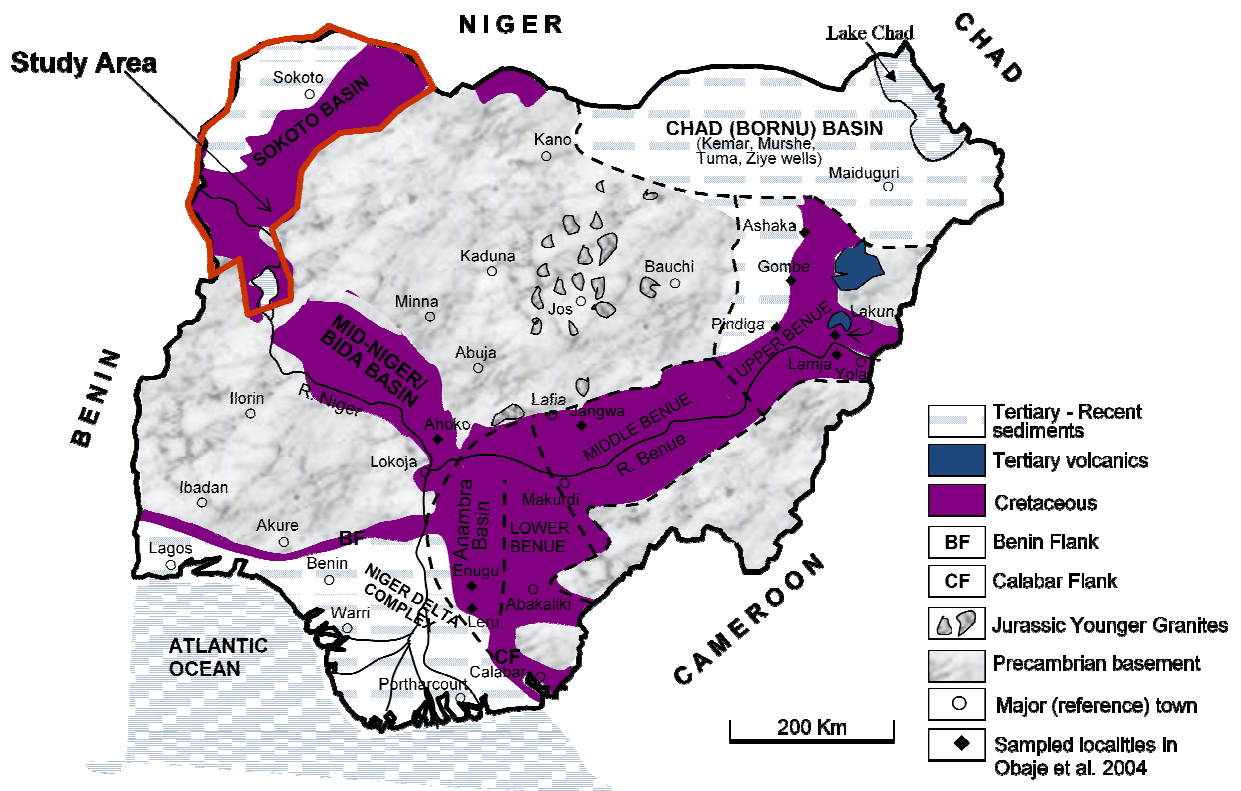 NIGER
CHAD
Lake Chad
Study Area
Sokoto
SOKOTO BASIN
Kano
CHAD (BORNU) BASIN
(Kemar, Murshe,
Tuma, Ziye wells)
Maiduguri
Ashaka
Gombe
Kaduna
Bauchi
Minna
Jos
Pindiga
Lakun
UPPER BENUE
Lamja
Yola
MID-NIGER/
BIDA BASIN
Abuja
BENIN
Ilorin
R. Niger
Lafia
Jangwa
Ahoko
MIDDLE BENUE
R. Benue
Lokoja
Ibadan
Makurdi
Anambra
Basin
LOWER
BENUE
Akure
BF
Lagos
Benin
Enugu
NIGER DELTA
COMPLEX
Abakaliki
Warri
Leru
CAMEROON
ATLANTIC
OCEAN
CF
Calabar
Portharcourt
200 Km
Tertiary - Recent
sediments
Tertiary volcanics
Cretaceous
BF Benin Flank
CF Calabar Flank
Jurassic Younger Granites
Precambrian basement
Major (reference) town
Sampled localities in
Obaje et al. 2004